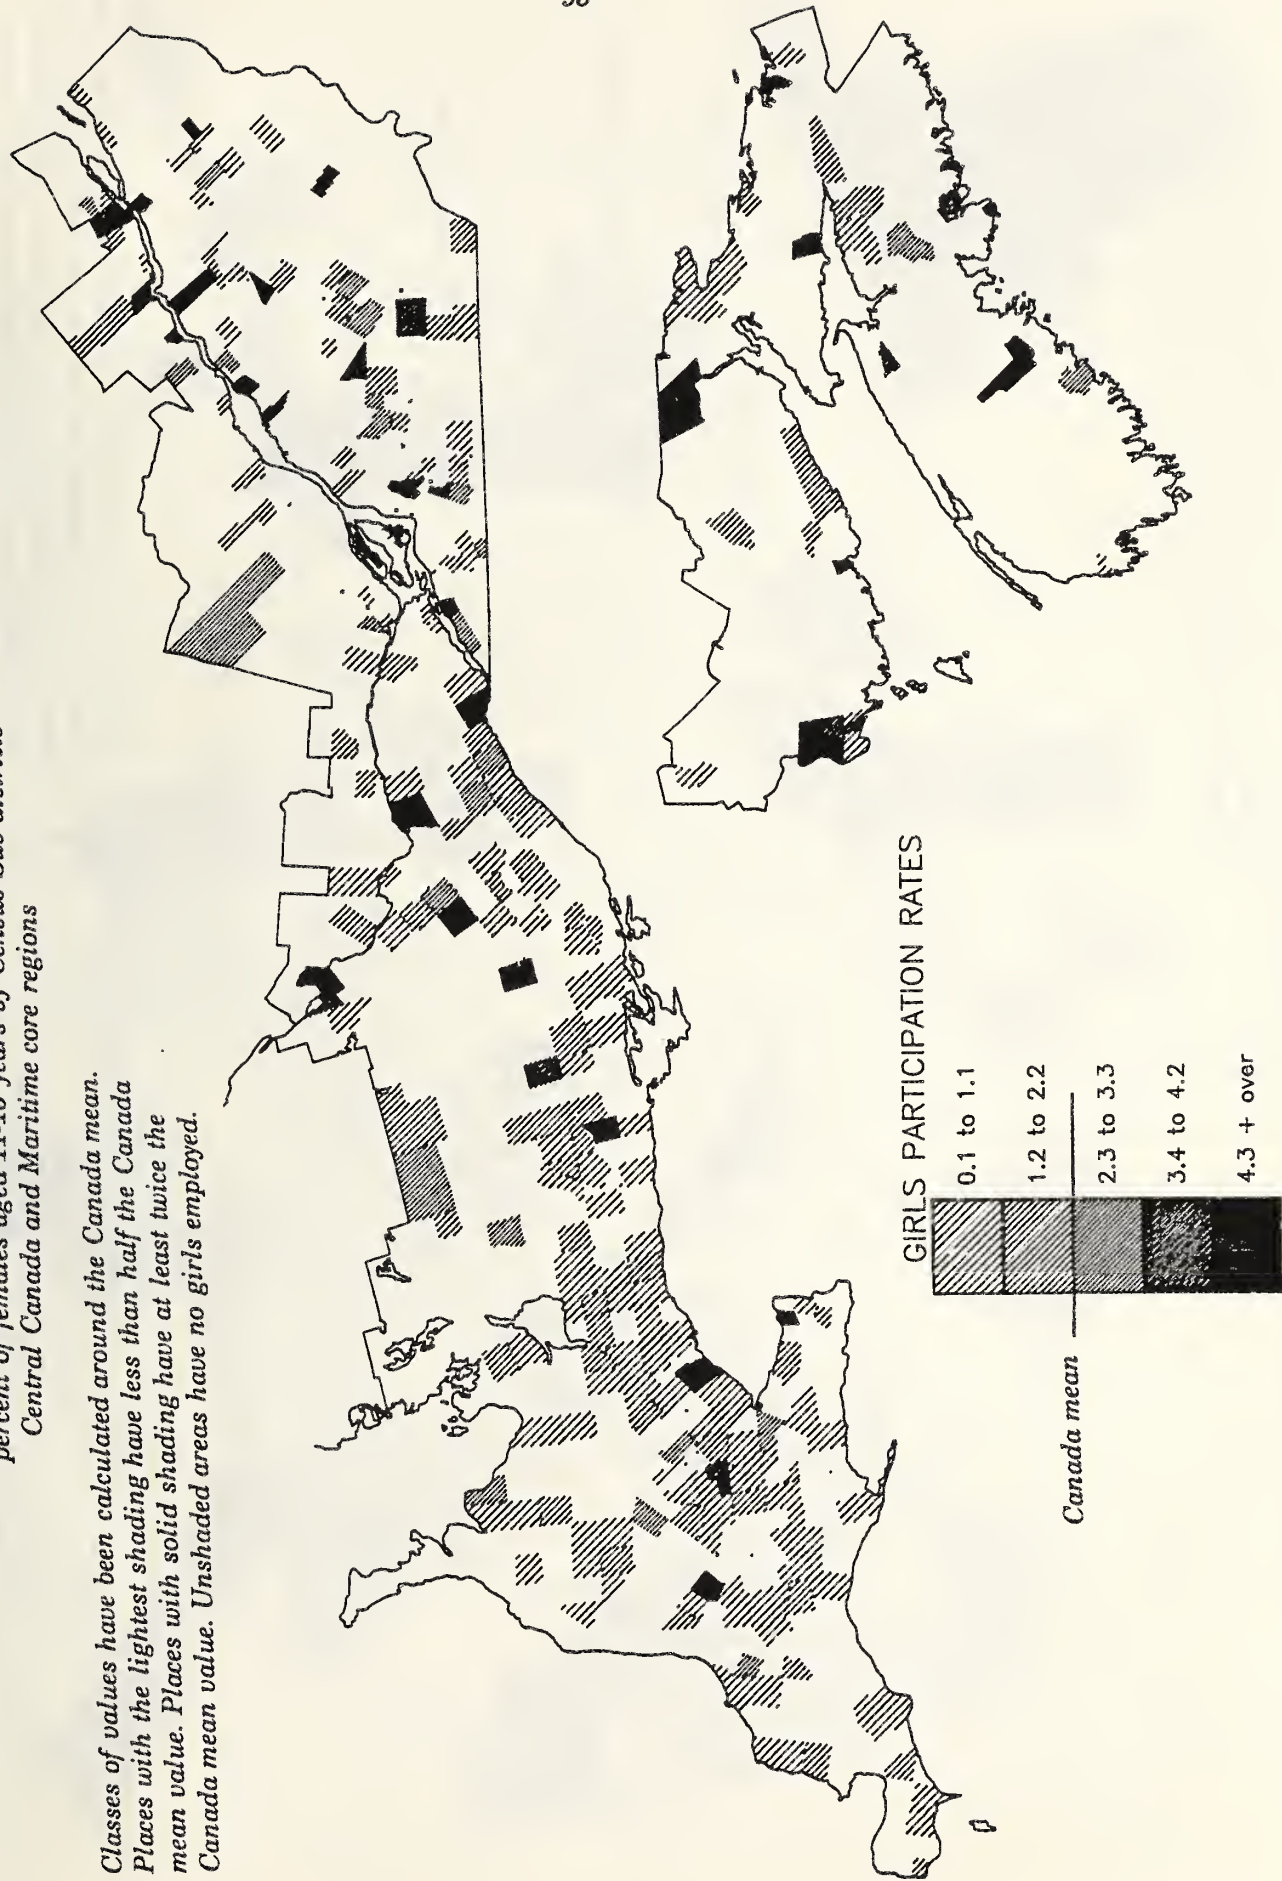 percent of females aged 11-15 years by Census
Central Canada and Maritime core regions
Classes of values have been calculated around the Canada mean.
Places with the lightest shading have less than half the Canada
mean value. Places with solid shading have at least twice the
Canada mean value. Unshaded areas have no girls employed.
GIRLS PARTICIPATION RATES
0.1 to 1.1
1.2 to 2.2
Canada mean
2.3 to 3.3
3.4 to 4.2
4.3 + over